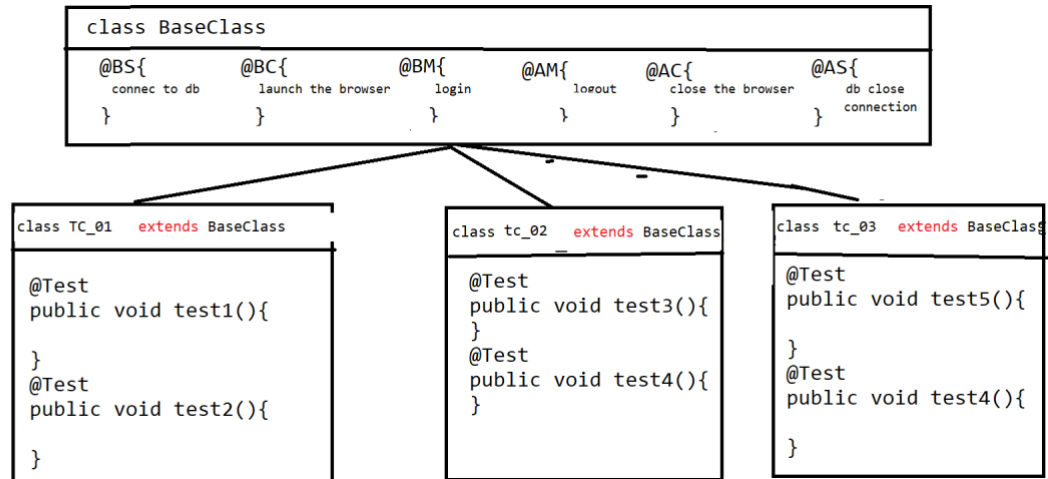 class BaseClass
@BS{
connec to db
}
@BC{
launch the browser
}
@BM{
login
}
@AM{
logout
}
@AC{
close the browser
}
@AS{
db close
connection
}
class TC_01 extends BaseClass
@Test
public void test1(){
}
@Test
public void test2(){
}
class tc_02 extends BaseClass
@Test
public void test3(){
}
@Test
public void test4(){
}
class tc_03 extends BaseClass
@Test
public void test5(){
}
@Test
public void test4(){
}